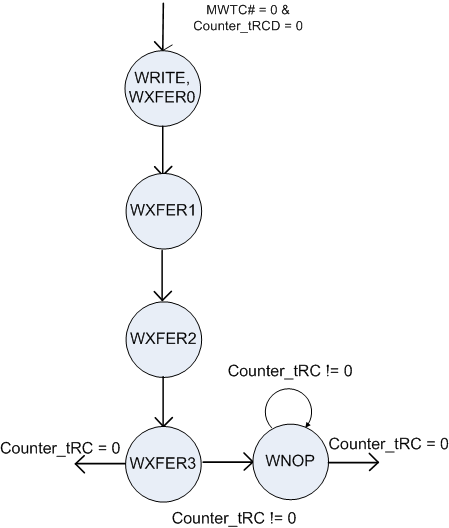 MWTC# = 0 &
Counter_tRCD = 0
WRITE,
WXFER0
WXFER1
WXFER2
Counter_tRC != 0
Counter_tRC = 0
WXFER3
WNOP
Counter_tRC = 0
Counter_tRC != 0